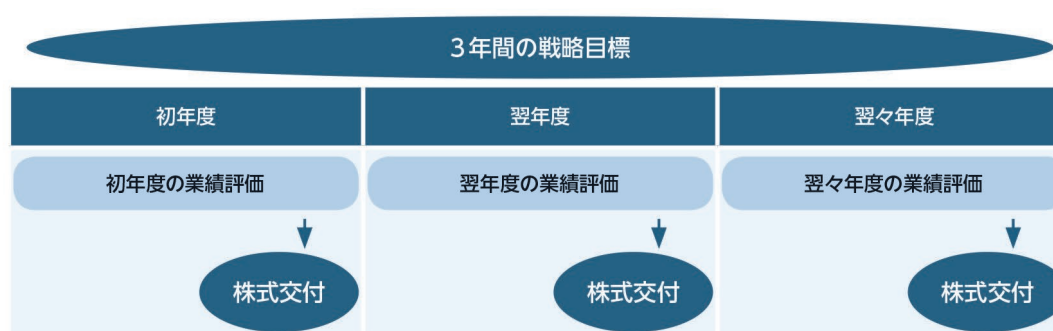 3年間の戦略目標
初年度
翌年度
翌々年度
初年度の業績評価
翌年度の業績評価
翌々年度の業績評価
株式交付
株式交付
株式交付